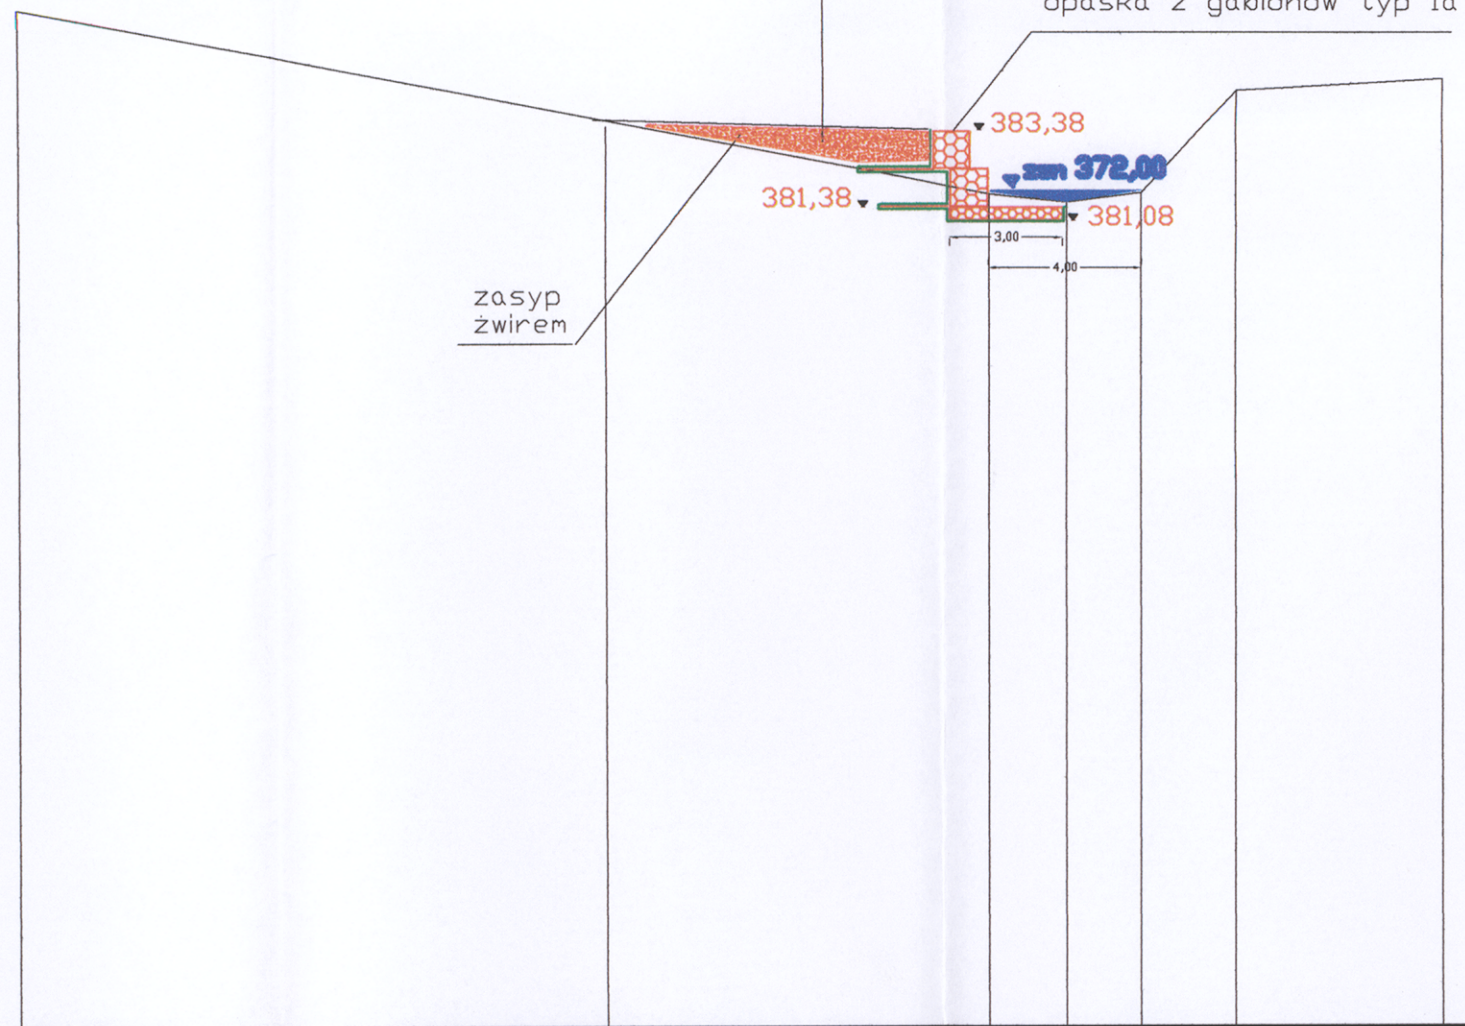 opaska z gabionów typ Ia
383,38
zwn 372,00
381,38
381,08
3,00
4,00
zasyp
żwirem